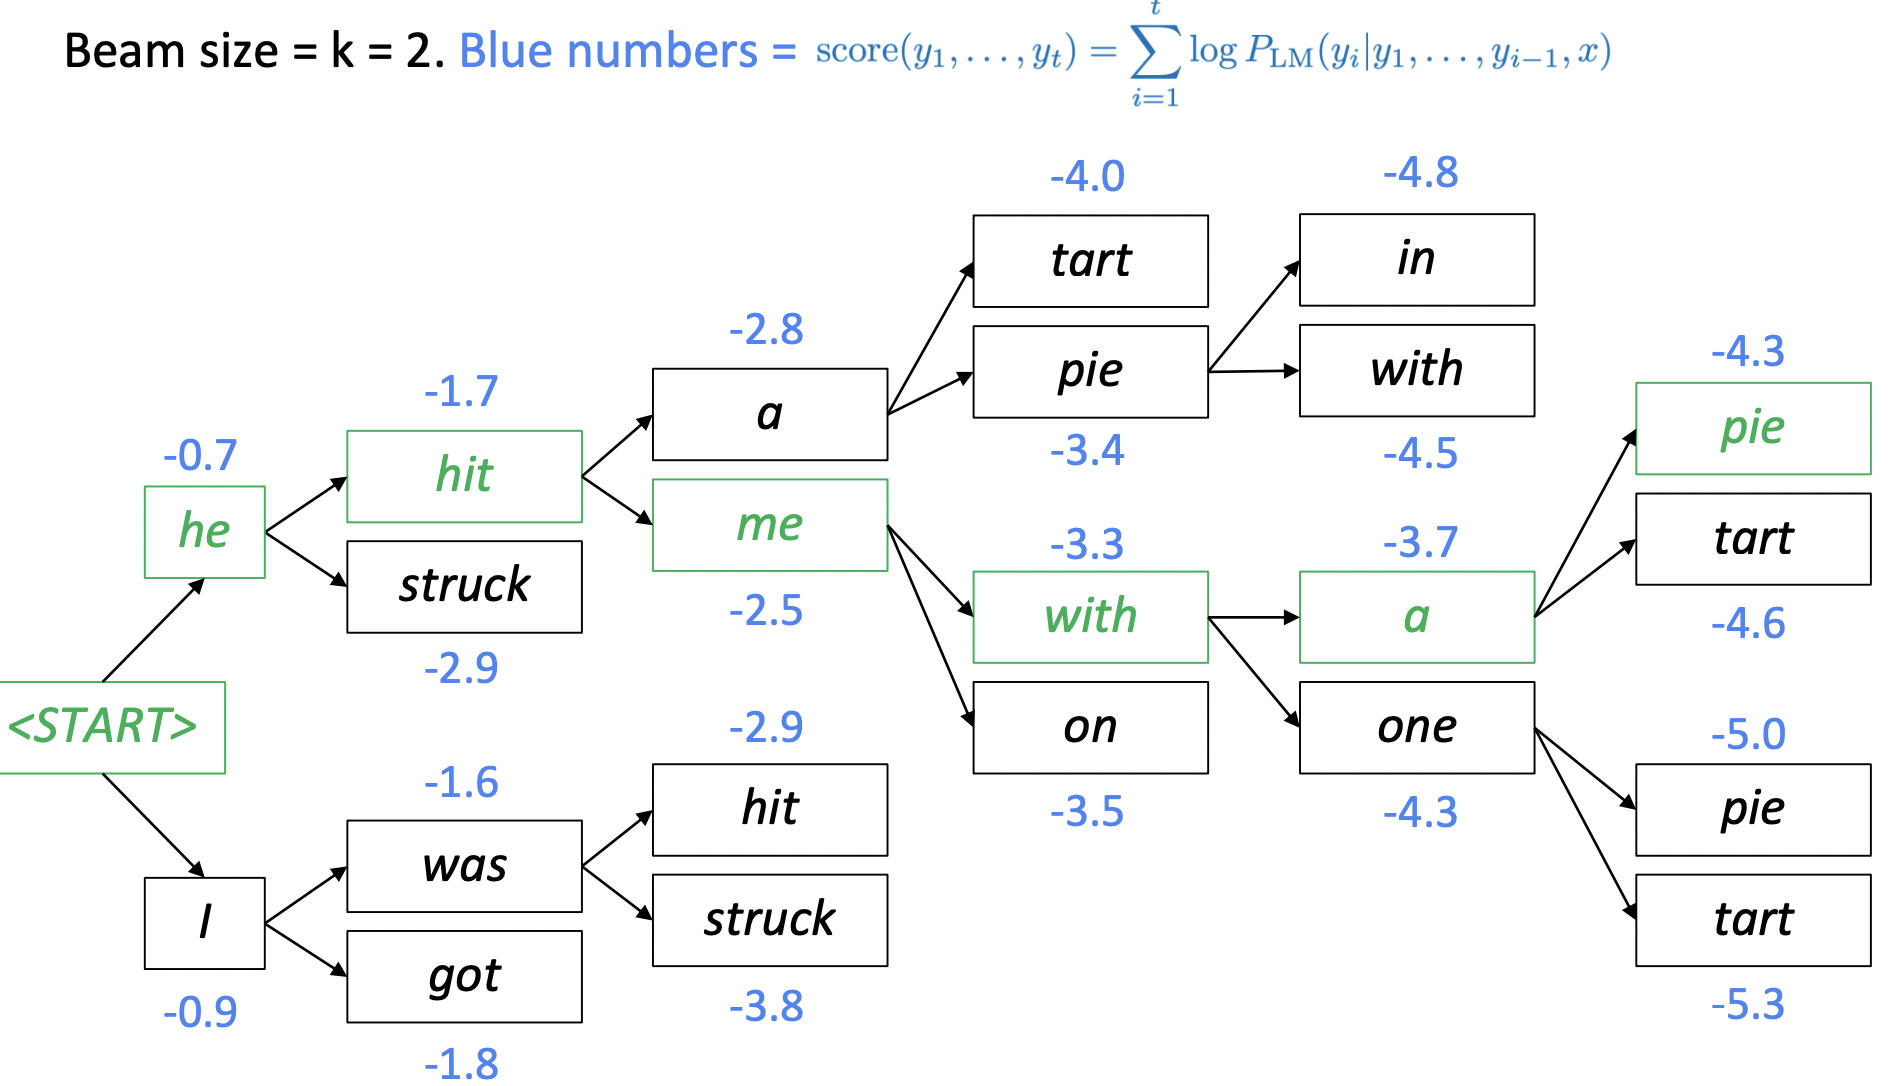 Beam size = k = 2. Blue numbers = score(y₁, …, yₜ) = ∑ᵢ₌₁ᵗ log P_LM(yᵢ|y₁, …, yᵢ₋₁, x)
-4.0
-4.8
tart
in
-2.8
pie
with
-4.3
-1.7
a
-3.4
-4.5
pie
-0.7
hit
me
-3.3
-3.7
tart
he
struck
-2.5
with
a
-4.6
-2.9
<START>
-2.9
on
one
-5.0
-1.6
hit
-3.5
-4.3
pie
was
struck
tart
I
got
-3.8
-5.3
-0.9
-1.8